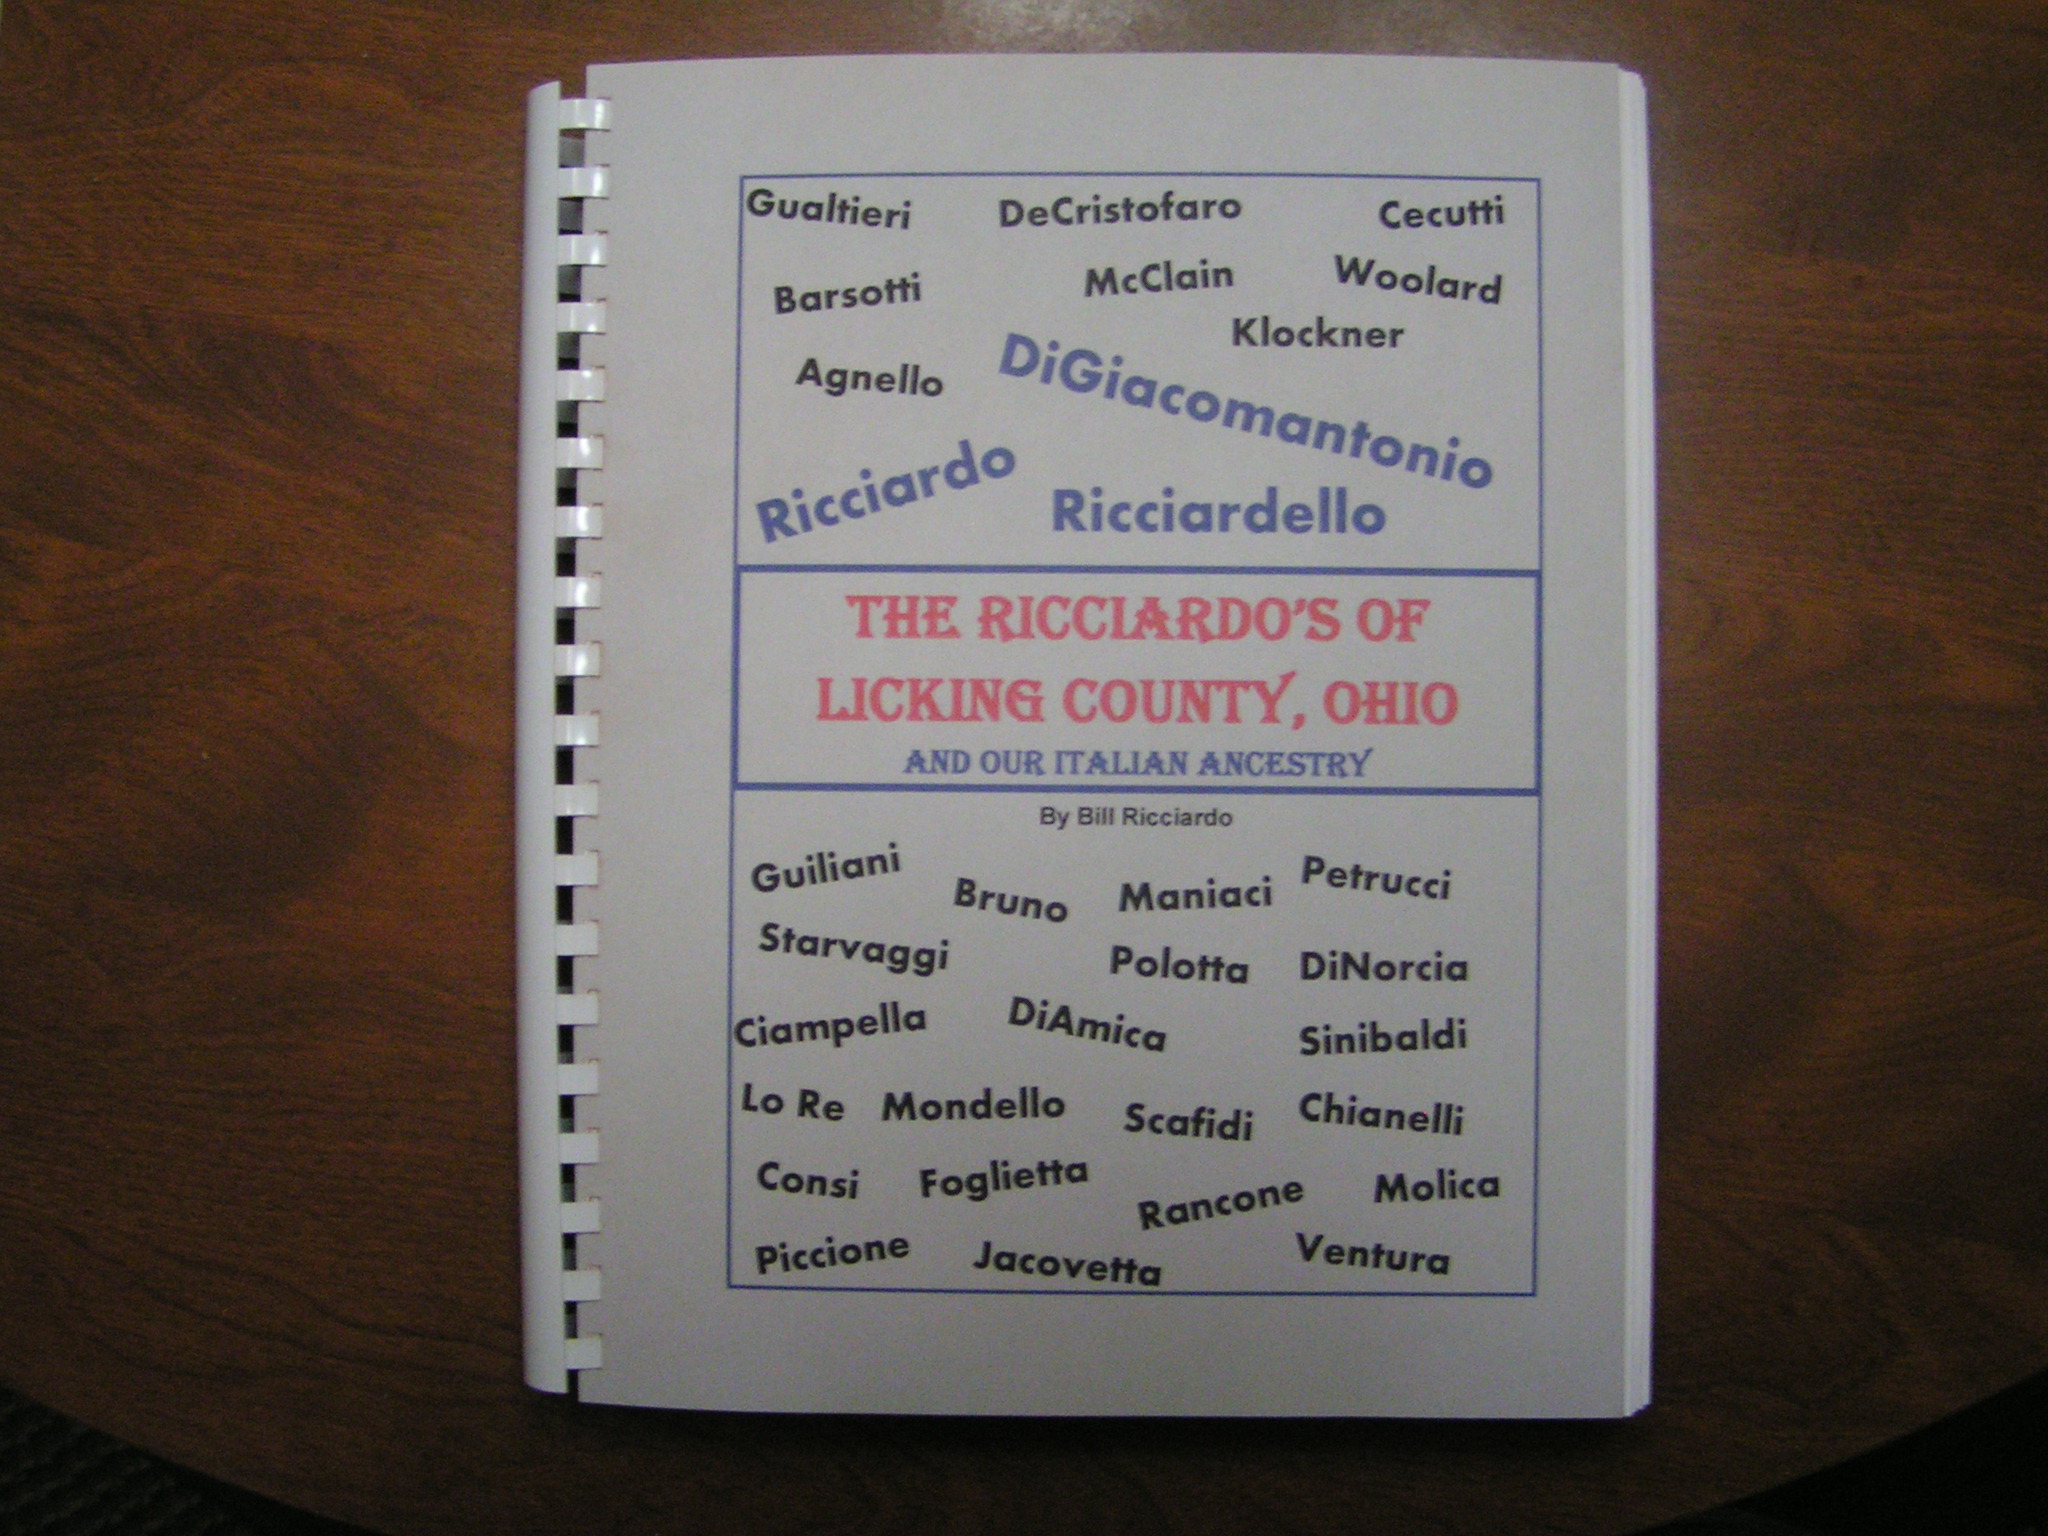 Gualtieri DeCristofaro Cecutti
Barsotti McClain Woolard
Klockner
Agnello DiGiacomantonio
Ricciardo Ricciardello
THE RICCIARDO'S OF
LICKING COUNTY, OHIO
AND OUR ITALIAN ANCESTRY
By Bill Ricciardo
Guiliani Bruno Maniaci Petrucci
Starvaggi Polotta DiNorcia
Ciampella DiAmica Sinibaldi
Lo Re Mondello Scafidi Chianelli
Consi Foglietta Rancone Molica
Piccione Jacovetta Ventura